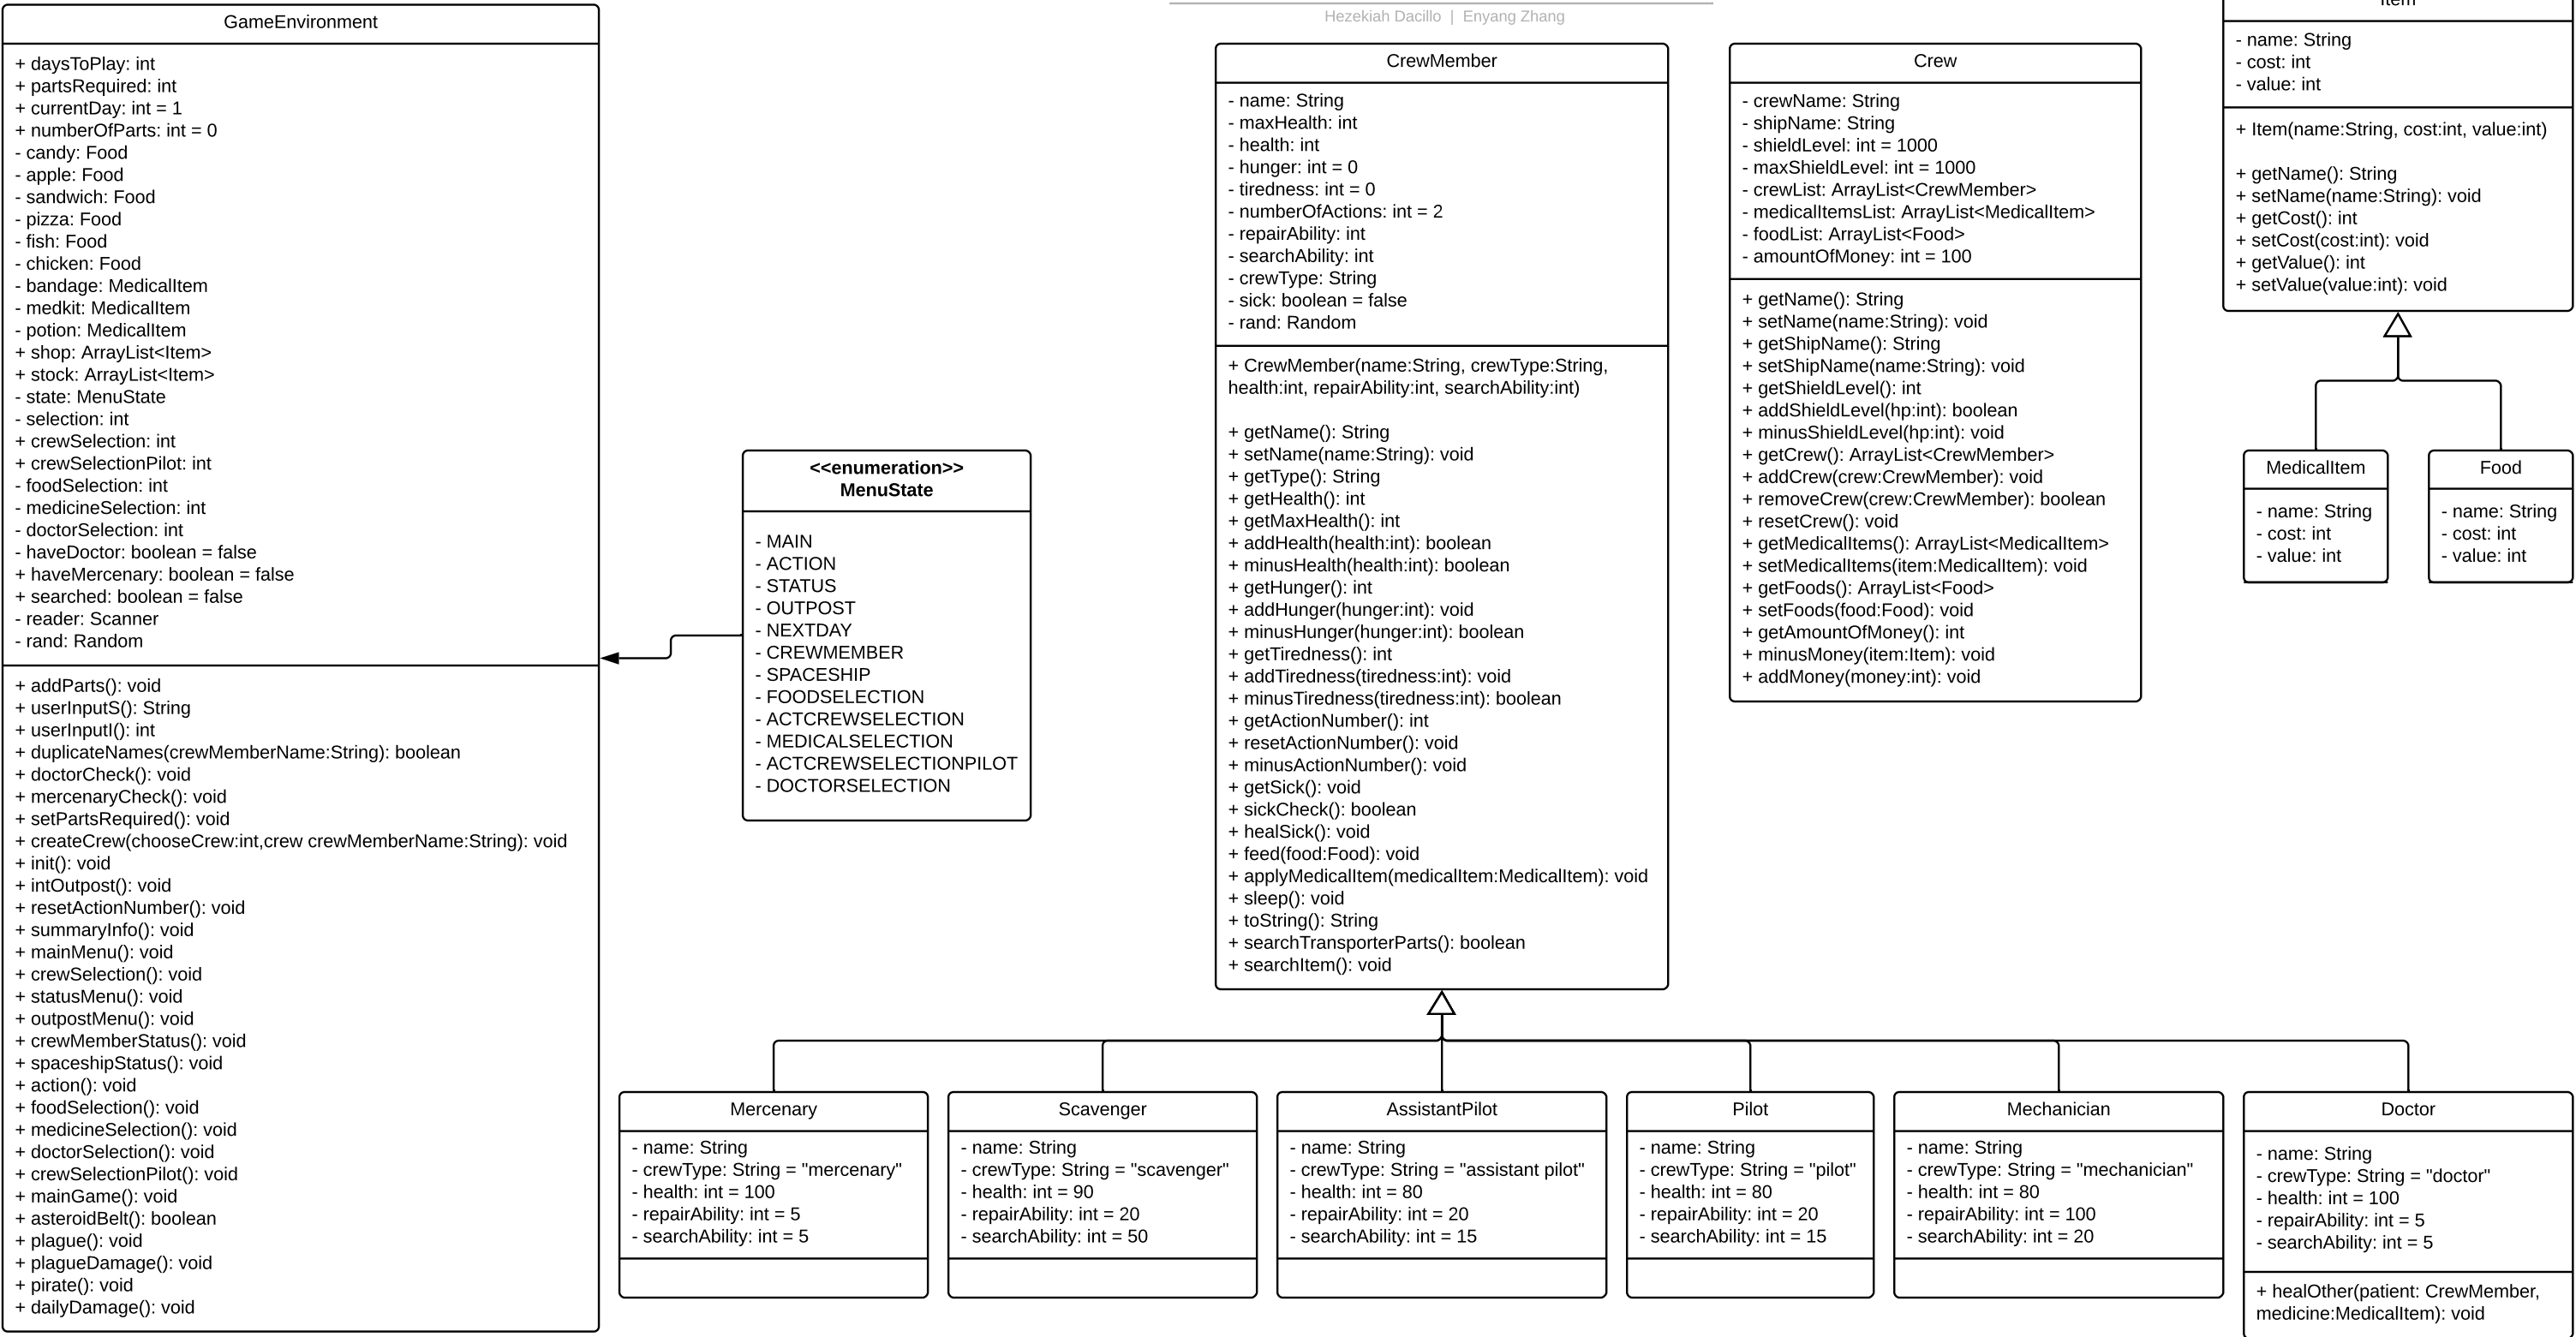 GameEnvironment
+ daysToPlay: int
+ partsRequired: int
+ currentDay: int = 1
+ numberOfParts: int = 0
- candy: Food
- apple: Food
- sandwich: Food
- pizza: Food
- fish: Food
- chicken: Food
- bandage: MedicalItem
- medkit: MedicalItem
- potion: MedicalItem
+ shop: ArrayList<Item>
+ stock: ArrayList<Item>
- state: MenuState
- selection: int
+ crewSelection: int
+ crewSelectionPilot: int
- foodSelection: int
- medicineSelection: int
- doctorSelection: int
- haveDoctor: boolean = false
+ haveMercenary: boolean = false
+ searched: boolean = false
- reader: Scanner
- rand: Random
+ addParts(): void
+ userInputS(): String
+ userInputI(): int
+ duplicateNames(crewMemberName:String): boolean
+ doctorCheck(): void
+ mercenaryCheck(): void
+ setPartsRequired(): void
+ createCrew(chooseCrew:int,crew crewMemberName:String): void
+ init(): void
+ intOutpost(): void
+ resetActionNumber(): void
+ summaryInfo(): void
+ mainMenu(): void
+ crewSelection(): void
+ statusMenu(): void
+ outpostMenu(): void
+ crewMemberStatus(): void
+ spaceshipStatus(): void
+ action(): void
+ foodSelection(): void
+ medicineSelection(): void
+ doctorSelection(): void
+ crewSelectionPilot(): void
+ mainGame(): void
+ asteroidBelt(): boolean
+ plague(): void
+ plagueDamage(): void
+ pirate(): void
+ dailyDamage(): void
<<enumeration>>
MenuState
- MAIN
- ACTION
- STATUS
- OUTPOST
- NEXTDAY
- CREWMEMBER
- SPACESHIP
- FOODSELECTION
- ACTCREWSELECTION
- MEDICALSELECTION
- ACTCREWSELECTIONPILOT
- DOCTORSELECTION
Hezekiah Dacillo | Enyang Zhang
CrewMember
- name: String
- maxHealth: int
- health: int
- hunger: int = 0
- tiredness: int = 0
- numberOfActions: int = 2
- repairAbility: int
- searchAbility: int
- crewType: String
- sick: boolean = false
- rand: Random
+ CrewMember(name:String, crewType:String,
health:int, repairAbility:int, searchAbility:int)
+ getName(): String
+ setName(name:String): void
+ getType(): String
+ getHealth(): int
+ getMaxHealth(): int
+ addHealth(health:int): boolean
+ minusHealth(health:int): boolean
+ getHunger(): int
+ addHunger(hunger:int): void
+ minusHunger(hunger:int): boolean
+ getTiredness(): int
+ addTiredness(tiredness:int): void
+ minusTiredness(tiredness:int): boolean
+ getActionNumber(): int
+ resetActionNumber(): void
+ minusActionNumber(): void
+ getSick(): void
+ sickCheck(): boolean
+ healSick(): void
+ feed(food:Food): void
+ applyMedicalItem(medicalItem:MedicalItem): void
+ sleep(): void
+ toString(): String
+ searchTransporterParts(): boolean
+ searchItem(): void
Crew
- crewName: String
- shipName: String
- shieldLevel: int = 1000
- maxShieldLevel: int = 1000
- crewList: ArrayList<CrewMember>
- medicalItemsList: ArrayList<MedicalItem>
- foodList: ArrayList<Food>
- amountOfMoney: int = 100
+ getName(): String
+ setName(name:String): void
+ getShipName(): String
+ setShipName(name:String): void
+ getShieldLevel(): int
+ addShieldLevel(hp:int): boolean
+ minusShieldLevel(hp:int): void
+ getCrew(): ArrayList<CrewMember>
+ addCrew(crew:CrewMember): void
+ removeCrew(crew:CrewMember): boolean
+ resetCrew(): void
+ getMedicalItems(): ArrayList<MedicalItem>
+ setMedicalItems(item:MedicalItem): void
+ getFoods(): ArrayList<Food>
+ setFoods(food:Food): void
+ getAmountOfMoney(): int
+ minusMoney(item:Item): void
+ addMoney(money:int): void
Item
- name: String
- cost: int
- value: int
+ Item(name:String, cost:int, value:int)
+ getName(): String
+ setName(name:String): void
+ getCost(): int
+ setCost(cost:int): void
+ getValue(): int
+ setValue(value:int): void
MedicalItem
- name: String
- cost: int
- value: int
Food
- name: String
- cost: int
- value: int
Mercenary
- name: String
- crewType: String = "mercenary"
- health: int = 100
- repairAbility: int = 5
- searchAbility: int = 5
Scavenger
- name: String
- crewType: String = "scavenger"
- health: int = 90
- repairAbility: int = 20
- searchAbility: int = 50
AssistantPilot
- name: String
- crewType: String = "assistant pilot"
- health: int = 80
- repairAbility: int = 20
- searchAbility: int = 15
Pilot
- name: String
- crewType: String = "pilot"
- health: int = 80
- repairAbility: int = 20
- searchAbility: int = 15
Mechanician
- name: String
- crewType: String = "mechanician"
- health: int = 80
- repairAbility: int = 100
- searchAbility: int = 20
Doctor
- name: String
- crewType: String = "doctor"
- health: int = 100
- repairAbility: int = 5
- searchAbility: int = 5
+ healOther(patient: CrewMember,
medicine:MedicalItem): void